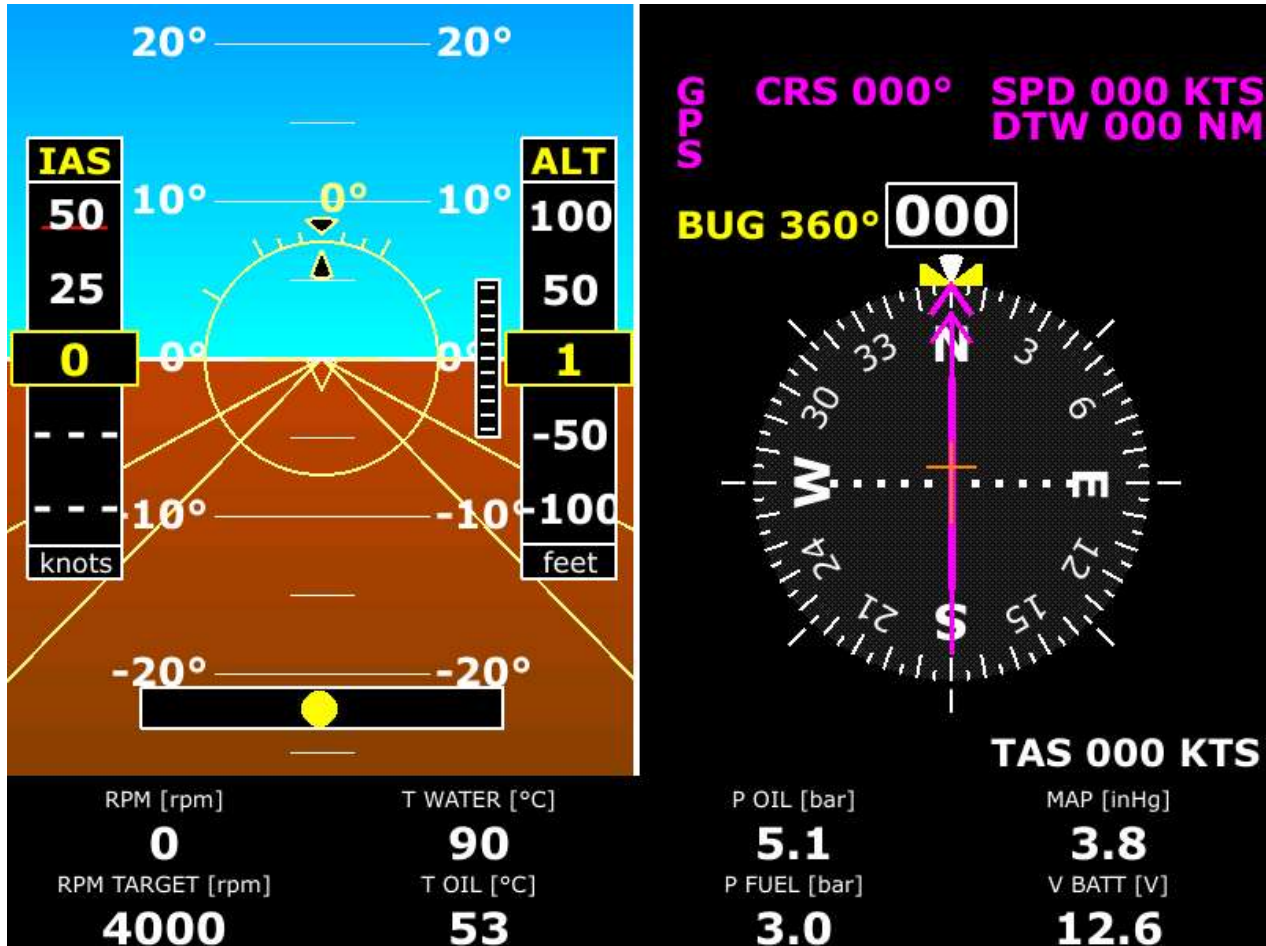 20° 20°
IAS
50
25
0
- - -
- - -
knots
10° 0° 10°
0° 0°
-10° -10°
-20° -20°
ALT
100
50
1
-50
-100
feet
G
P
S
CRS 000° SPD 000 KTS
DTW 000 NM
BUG 360° 000
N
3
6
E
12
15
S
21
24
W
30
33
TAS 000 KTS
RPM [rpm] T WATER [°C] P OIL [bar] MAP [inHg]
0 90 5.1 3.8
RPM TARGET [rpm] T OIL [°C] P FUEL [bar] V BATT [V]
4000 53 3.0 12.6